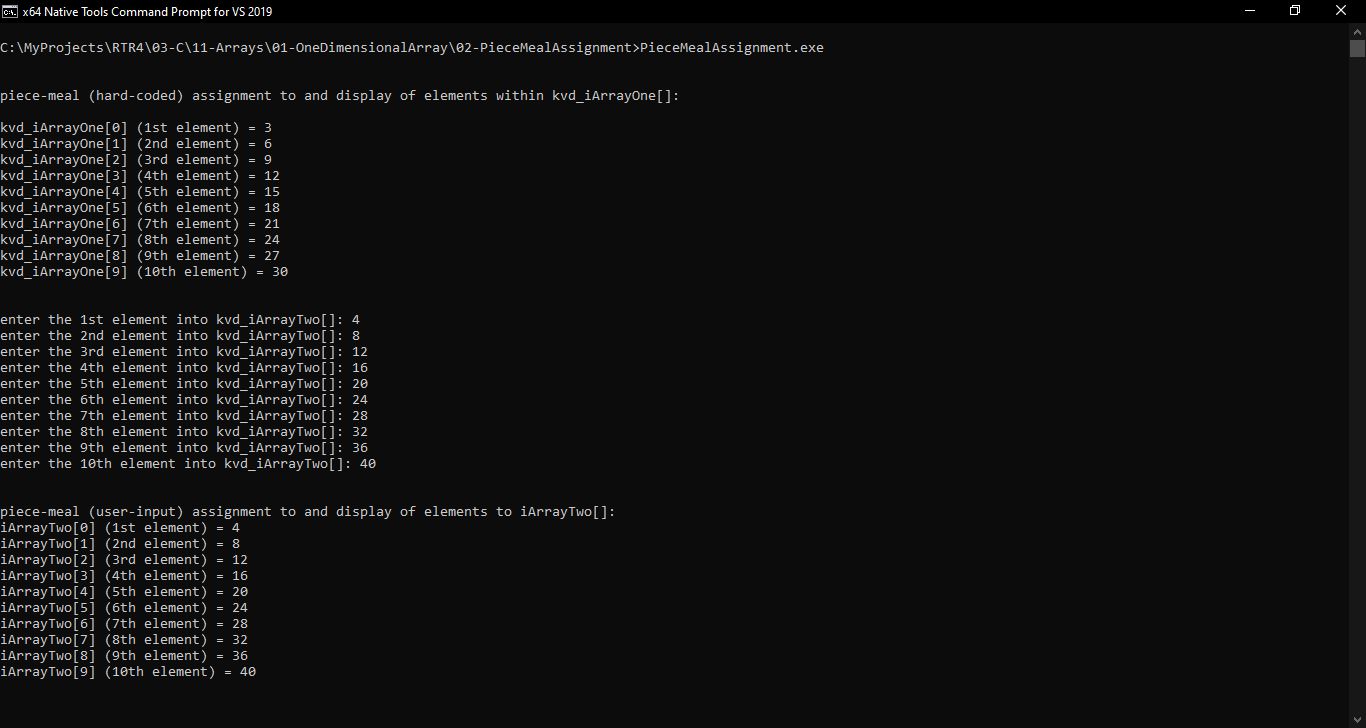 x64 Native Tools Command Prompt for VS 2019
C:\MyProjects\RTR4\03-C\11-Arrays\01-OneDimensionalArray\02-PieceMealAssignment>PieceMealAssignment.exe
piece-meal (hard-coded) assignment to and display of elements within kvd_iArrayOne[]:
kvd_iArrayOne[0] (1st element) = 3
kvd_iArrayOne[1] (2nd element) = 6
kvd_iArrayOne[2] (3rd element) = 9
kvd_iArrayOne[3] (4th element) = 12
kvd_iArrayOne[4] (5th element) = 15
kvd_iArrayOne[5] (6th element) = 18
kvd_iArrayOne[6] (7th element) = 21
kvd_iArrayOne[7] (8th element) = 24
kvd_iArrayOne[8] (9th element) = 27
kvd_iArrayOne[9] (10th element) = 30
enter the 1st element into kvd_iArrayTwo[]: 4
enter the 2nd element into kvd_iArrayTwo[]: 8
enter the 3rd element into kvd_iArrayTwo[]: 12
enter the 4th element into kvd_iArrayTwo[]: 16
enter the 5th element into kvd_iArrayTwo[]: 20
enter the 6th element into kvd_iArrayTwo[]: 24
enter the 7th element into kvd_iArrayTwo[]: 28
enter the 8th element into kvd_iArrayTwo[]: 32
enter the 9th element into kvd_iArrayTwo[]: 36
enter the 10th element into kvd_iArrayTwo[]: 40
piece-meal (user-input) assignment to and display of elements to iArrayTwo[]:
iArrayTwo[0] (1st element) = 4
iArrayTwo[1] (2nd element) = 8
iArrayTwo[2] (3rd element) = 12
iArrayTwo[3] (4th element) = 16
iArrayTwo[4] (5th element) = 20
iArrayTwo[5] (6th element) = 24
iArrayTwo[6] (7th element) = 28
iArrayTwo[7] (8th element) = 32
iArrayTwo[8] (9th element) = 36
iArrayTwo[9] (10th element) = 40